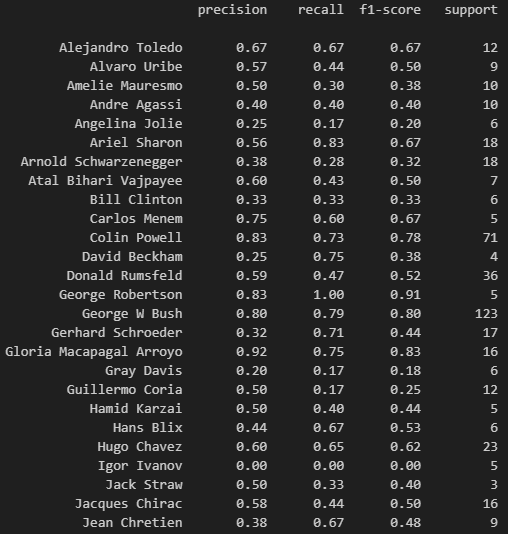 precision recall f1-score support
Alejandro Toledo 0.67 0.67 0.67 12
Alvaro Uribe 0.57 0.44 0.50 9
Amelie Mauresmo 0.50 0.30 0.38 10
Andre Agassi 0.40 0.40 0.40 10
Angelina Jolie 0.25 0.17 0.20 6
Ariel Sharon 0.56 0.83 0.67 18
Arnold Schwarzenegger 0.38 0.28 0.32 18
Atal Bihari Vajpayee 0.60 0.43 0.50 7
Bill Clinton 0.33 0.33 0.33 6
Carlos Menem 0.75 0.60 0.67 5
Colin Powell 0.83 0.73 0.78 71
David Beckham 0.25 0.75 0.38 4
Donald Rumsfeld 0.59 0.47 0.52 36
George Robertson 0.83 1.00 0.91 5
George W Bush 0.80 0.79 0.80 123
Gerhard Schroeder 0.32 0.71 0.44 17
Gloria Macapagal Arroyo 0.92 0.75 0.83 16
Gray Davis 0.20 0.17 0.18 6
Guillermo Coria 0.50 0.17 0.25 12
Hamid Karzai 0.50 0.40 0.44 5
Hans Blix 0.44 0.67 0.53 6
Hugo Chavez 0.60 0.65 0.62 23
Igor Ivanov 0.00 0.00 0.00 5
Jack Straw 0.50 0.33 0.40 3
Jacques Chirac 0.58 0.44 0.50 16
Jean Chretien 0.38 0.67 0.48 9